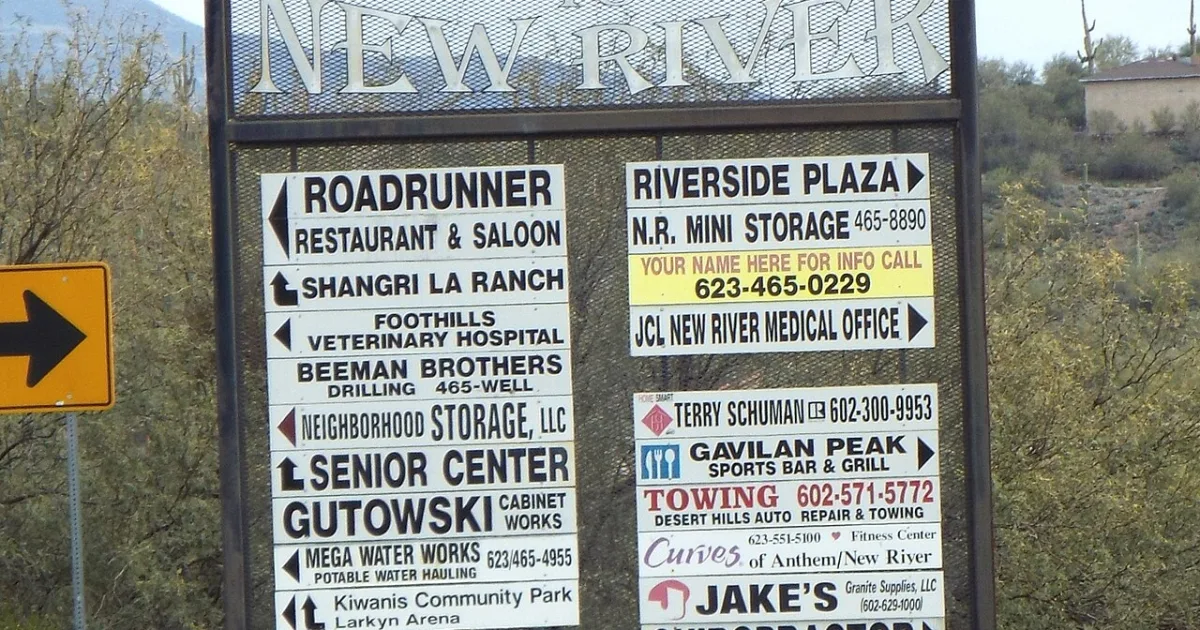 NEW RIVER
ROADRUNNER
RESTAURANT & SALOON
SHANGRI LA RANCH
FOOTHILLS
VETERINARY HOSPITAL
BEEMAN BROTHERS
DRILLING 465-WELL
NEIGHBORHOOD STORAGE, LLC
SENIOR CENTER
GUTOWSKI CABINET
WORKS
MEGA WATER WORKS 623/465-4955
POTABLE WATER HAULING
Kiwanis Community Park
Larkyn Arena
RIVERSIDE PLAZA
N.R. MINI STORAGE 465-8890
YOUR NAME HERE FOR INFO CALL
623-465-0229
JCL NEW RIVER MEDICAL OFFICE
HOME SMART
TERRY SCHUMAN R 602-300-9953
GAVILAN PEAK
SPORTS BAR & GRILL
TOWING 602-571-5772
DESERT HILLS AUTO REPAIR & TOWING
623-551-5100 Fitness Center
Curves of Anthem/New River
JAKE'S Granite Supplies, LLC
(602-629-1000)